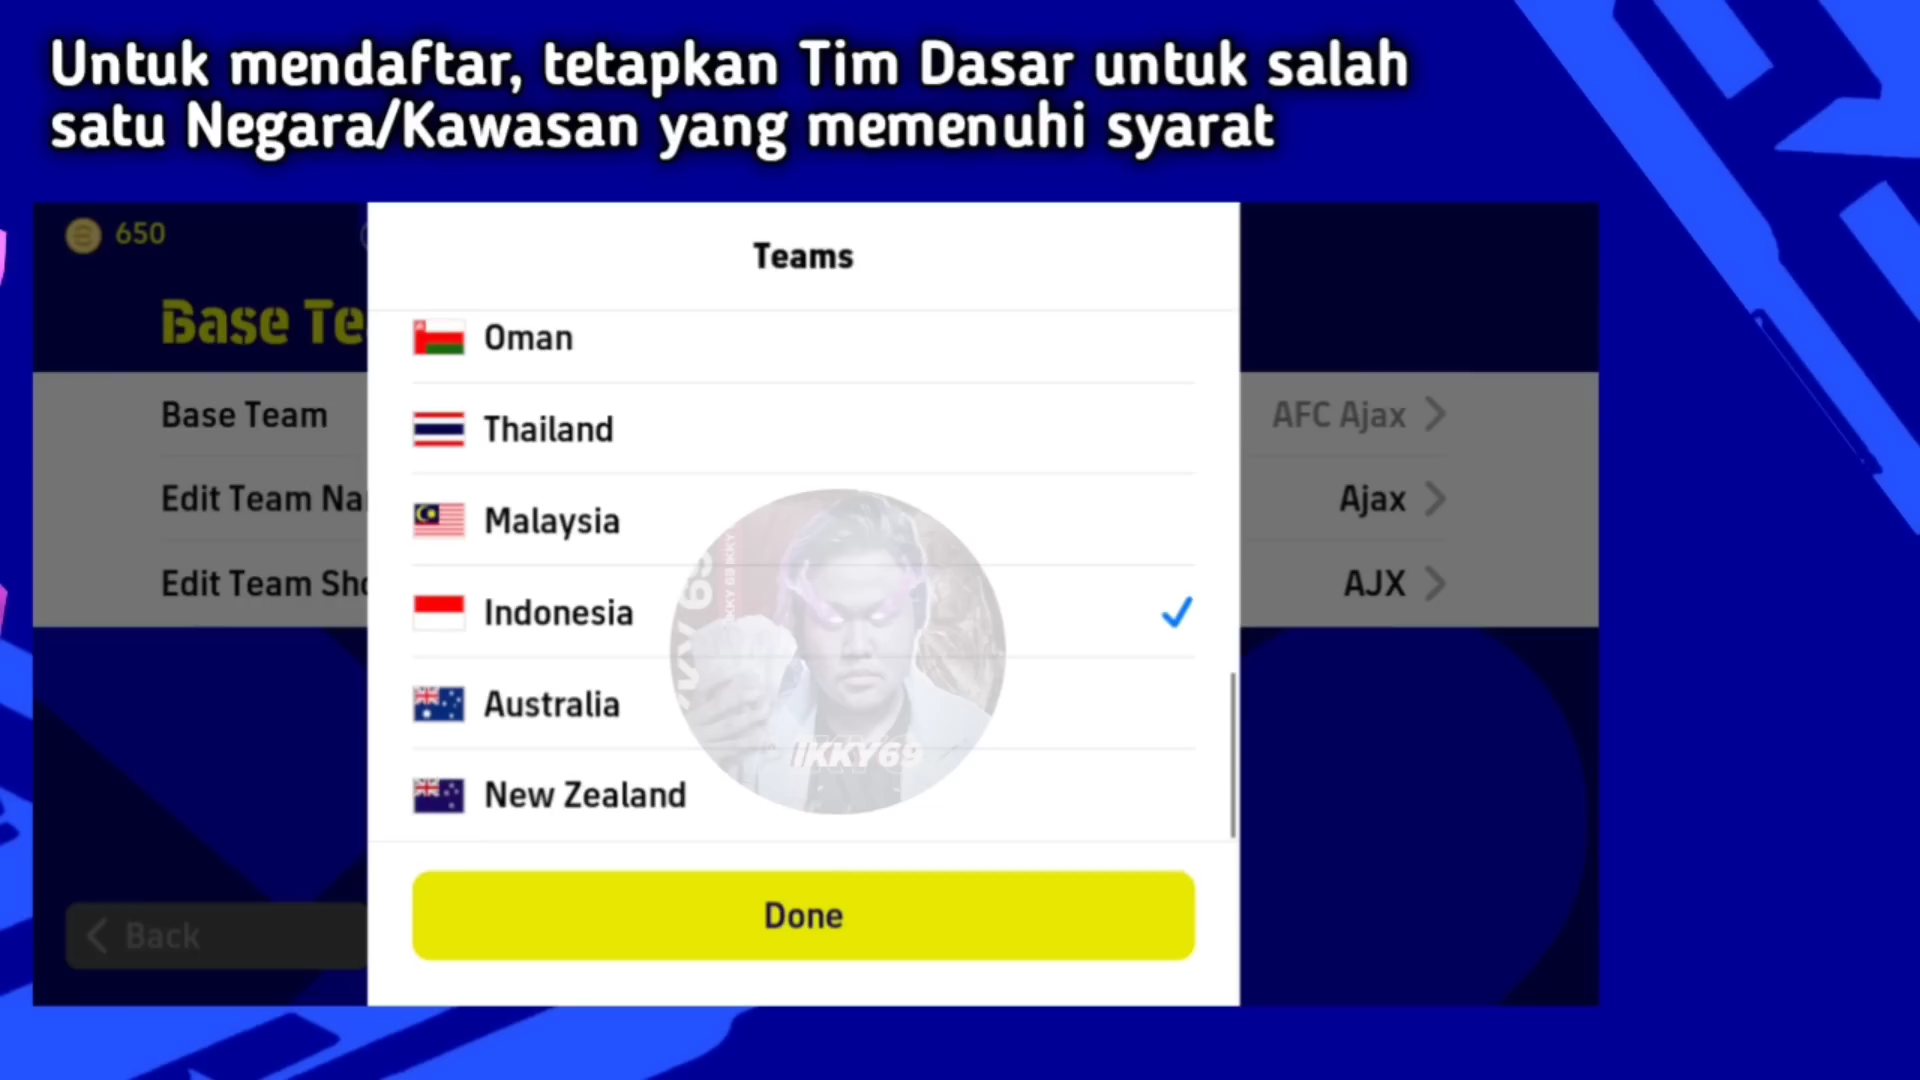 Untuk mendaftar, tetapkan Tim Dasar untuk salah
satu Negara/Kawasan yang memenuhi syarat
650
Teams
Base Te
Oman
Base Team
AFC Ajax
Thailand
Edit Team Na
Ajax
Malaysia
Edit Team Sho
AJX
Indonesia
Australia
IKKY69
New Zealand
Done
Back